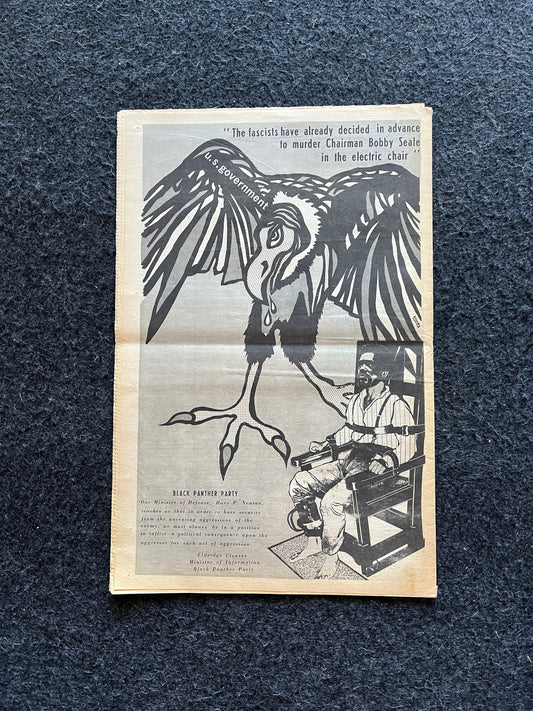 "The fascists have already decided in advance
to murder Chairman Bobby Seale
in the electric chair"
u.s. government
BLACK PANTHER PARTY
Our Minister of Defense, Huey P. Newton,
teaches us that in order to have security
from the unceasing aggressions of the
enemy, we must always be in a position
to inflict a political consequence upon the
aggressor for each act of aggression.
Eldredge Cleaver
Minister of Information
Black Panther Party